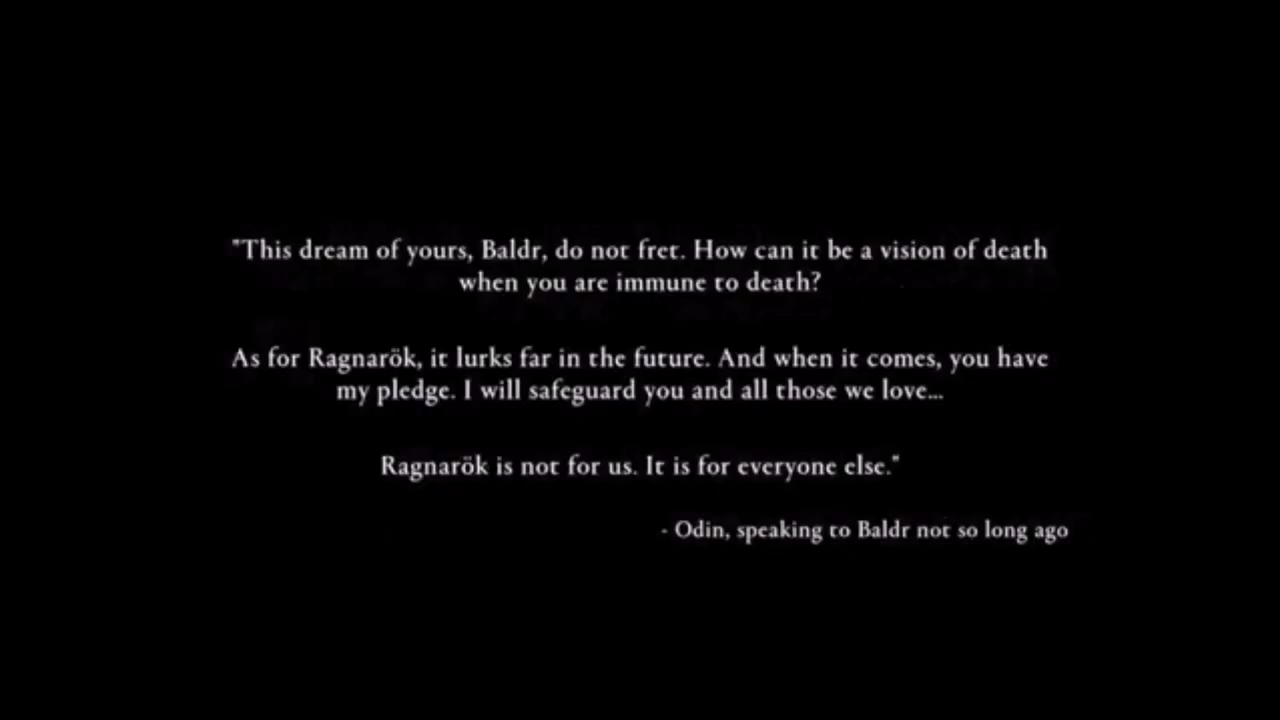 "This dream of yours, Baldr, do not fret. How can it be a vision of death
when you are immune to death?
As for Ragnarök, it lurks far in the future. And when it comes, you have
my pledge. I will safeguard you and all those we love...
Ragnarök is not for us. It is for everyone else."
- Odin, speaking to Baldr not so long ago